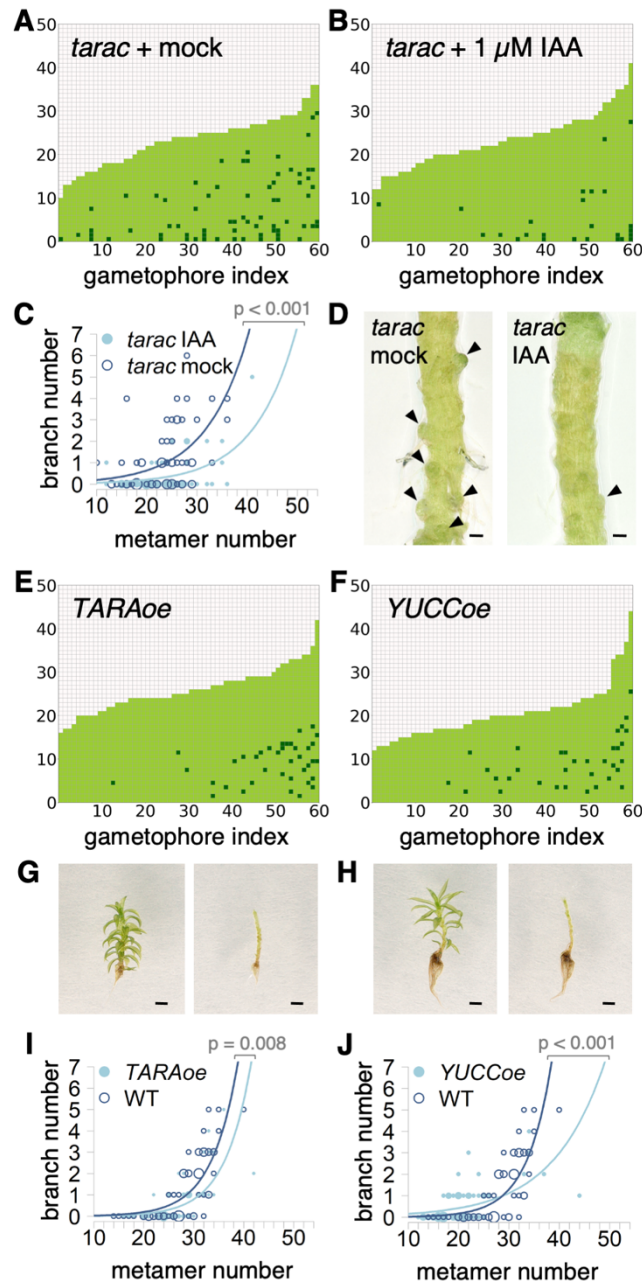 A
tarac + mock
50
40
30
20
10
0
0
10
20
30
40
50
60
gametophore index
B
tarac + 1 µM IAA
50
40
30
20
10
0
0
10
20
30
40
50
60
gametophore index
C
p < 0.001
tarac IAA
tarac mock
branch number
7
6
5
4
3
2
1
0
10
20
30
40
50
metamer number
D
tarac
mock
tarac
IAA
E
TARAoe
50
40
30
20
10
0
0
10
20
30
40
50
60
gametophore index
F
YUCCoe
50
40
30
20
10
0
0
10
20
30
40
50
60
gametophore index
G
H
I
p = 0.008
TARAoe
WT
branch number
7
6
5
4
3
2
1
0
10
20
30
40
50
metamer number
J
p < 0.001
YUCCoe
WT
branch number
7
6
5
4
3
2
1
0
10
20
30
40
50
metamer number